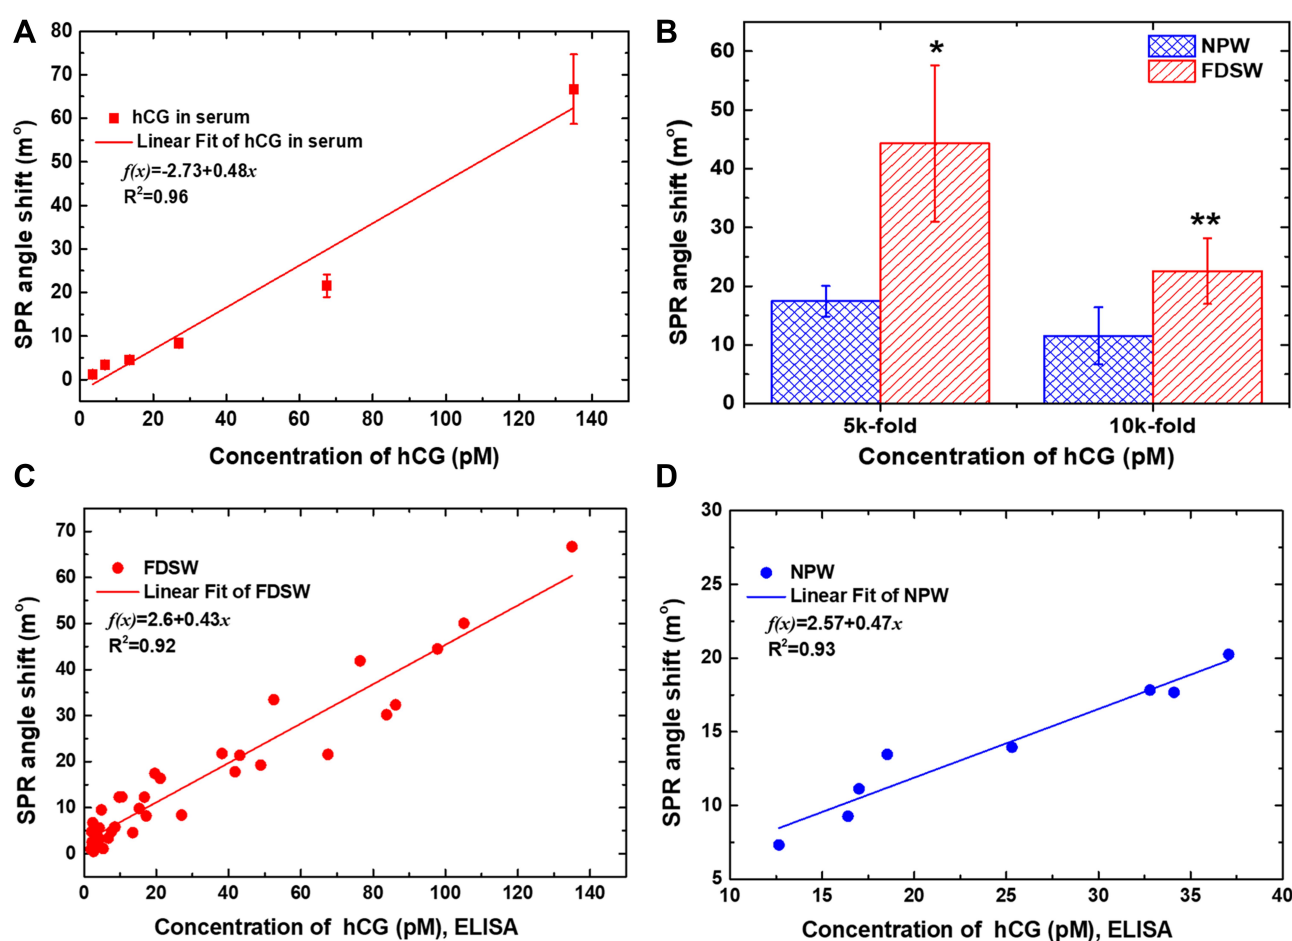 A
80
70
60
50
40
30
20
10
0
0 20 40 60 80 100 120 140
SPR angle shift (m°)
Concentration of hCG (pM)
hCG in serum
Linear Fit of hCG in serum
f(x)=-2.73+0.48x
R²=0.96
B
60
50
40
30
20
10
0
5k-fold 10k-fold
SPR angle shift (m°)
Concentration of hCG (pM)
NPW
FDSW
*
**
C
70
60
50
40
30
20
10
0
0 20 40 60 80 100 120 140
SPR angle shift (m°)
Concentration of hCG (pM), ELISA
FDSW
Linear Fit of FDSW
f(x)=2.6+0.43x
R²=0.92
D
30
25
20
15
10
5
10 15 20 25 30 35 40
SPR angle shift (m°)
Concentration of hCG (pM), ELISA
NPW
Linear Fit of NPW
f(x)=2.57+0.47x
R²=0.93